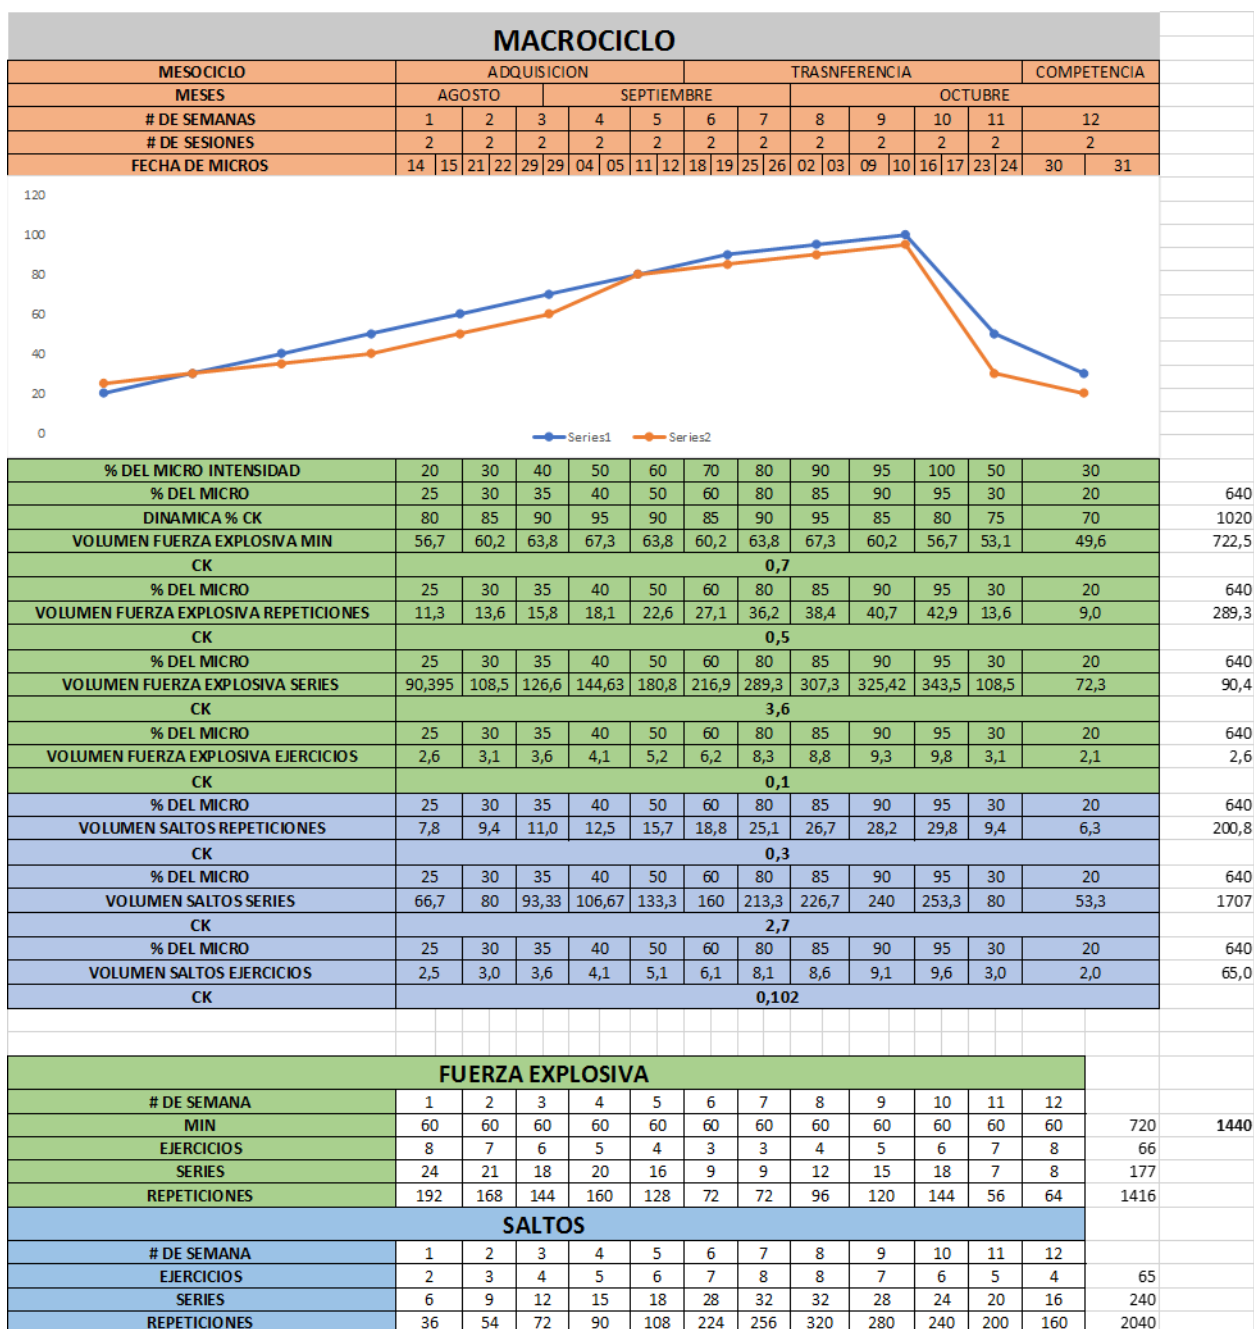 MACROCICLO
MESOCICLO ADQUISICION TRASNFERENCIA COMPETENCIA
MESES AGOSTO SEPTIEMBRE OCTUBRE
# DE SEMANAS 1 2 3 4 5 6 7 8 9 10 11 12
# DE SESIONES 2 2 2 2 2 2 2 2 2 2 2 2
FECHA DE MICROS 14 15 21 22 29 29 04 05 11 12 18 19 25 26 02 03 09 10 16 17 23 24 30 31
120
100
80
60
40
20
0
Series1 Series2
% DEL MICRO INTENSIDAD 20 30 40 50 60 70 80 90 95 100 50 30
% DEL MICRO 25 30 35 40 50 60 80 85 90 95 30 20 640
DINAMICA % CK 80 85 90 95 90 85 90 95 85 80 75 70 1020
VOLUMEN FUERZA EXPLOSIVA MIN 56,7 60,2 63,8 67,3 63,8 60,2 63,8 67,3 60,2 56,7 53,1 49,6 722,5
CK 0,7
% DEL MICRO 25 30 35 40 50 60 80 85 90 95 30 20 640
VOLUMEN FUERZA EXPLOSIVA REPETICIONES 11,3 13,6 15,8 18,1 22,6 27,1 36,2 38,4 40,7 42,9 13,6 9,0 289,3
CK 0,5
% DEL MICRO 25 30 35 40 50 60 80 85 90 95 30 20 640
VOLUMEN FUERZA EXPLOSIVA SERIES 90,395 108,5 126,6 144,63 180,8 216,9 289,3 307,3 325,42 343,5 108,5 72,3 90,4
CK 3,6
% DEL MICRO 25 30 35 40 50 60 80 85 90 95 30 20 640
VOLUMEN FUERZA EXPLOSIVA EJERCICIOS 2,6 3,1 3,6 4,1 5,2 6,2 8,3 8,8 9,3 9,8 3,1 2,1 2,6
CK 0,1
% DEL MICRO 25 30 35 40 50 60 80 85 90 95 30 20 640
VOLUMEN SALTOS REPETICIONES 7,8 9,4 11,0 12,5 15,7 18,8 25,1 26,7 28,2 29,8 9,4 6,3 200,8
CK 0,3
% DEL MICRO 25 30 35 40 50 60 80 85 90 95 30 20 640
VOLUMEN SALTOS SERIES 66,7 80 93,33 106,67 133,3 160 213,3 226,7 240 253,3 80 53,3 1707
CK 2,7
% DEL MICRO 25 30 35 40 50 60 80 85 90 95 30 20 640
VOLUMEN SALTOS EJERCICIOS 2,5 3,0 3,6 4,1 5,1 6,1 8,1 8,6 9,1 9,6 3,0 2,0 65,0
CK 0,102
FUERZA EXPLOSIVA
# DE SEMANA 1 2 3 4 5 6 7 8 9 10 11 12
MIN 60 60 60 60 60 60 60 60 60 60 60 60 720 1440
EJERCICIOS 8 7 6 5 4 3 3 4 5 6 7 8 66
SERIES 24 21 18 20 16 9 9 12 15 18 7 8 177
REPETICIONES 192 168 144 160 128 72 72 96 120 144 56 64 1416
SALTOS
# DE SEMANA 1 2 3 4 5 6 7 8 9 10 11 12
EJERCICIOS 2 3 4 5 6 7 8 8 7 6 5 4 65
SERIES 6 9 12 15 18 28 32 32 28 24 20 16 240
REPETICIONES 36 54 72 90 108 224 256 320 280 240 200 160 2040